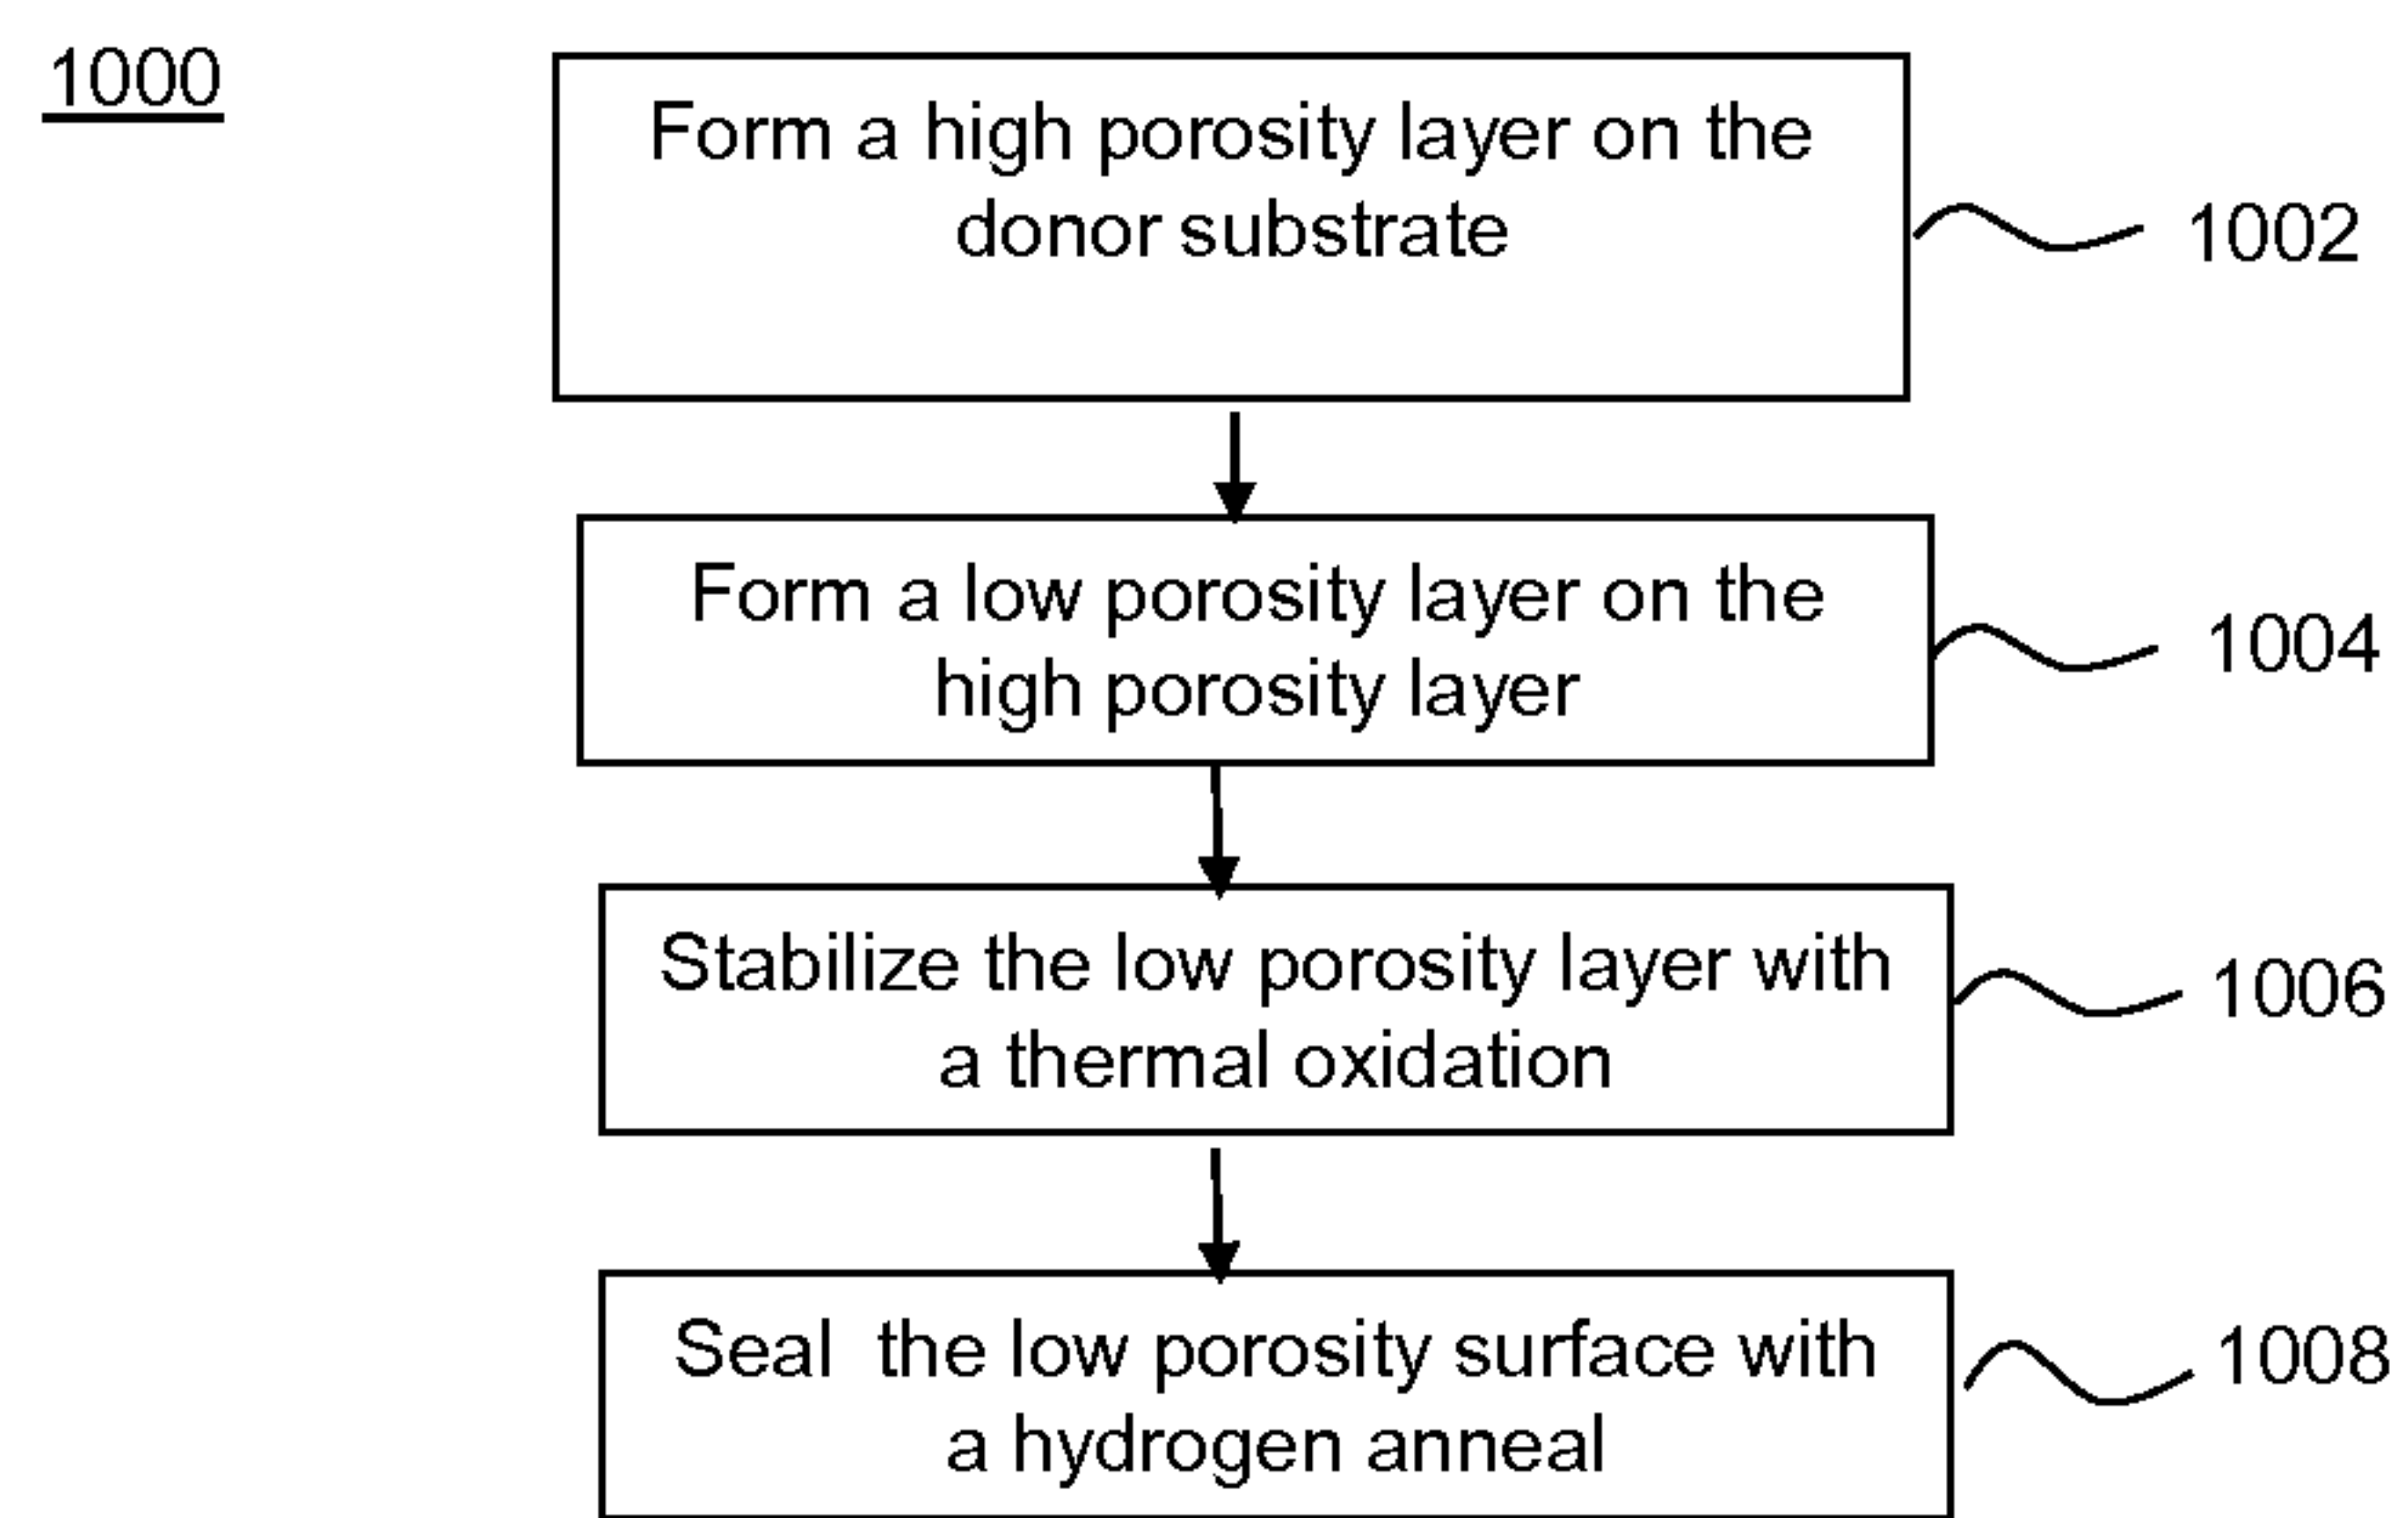 1000
Form a high porosity layer on the
donor substrate
1002
Form a low porosity layer on the
high porosity layer
1004
Stabilize the low porosity layer with
a thermal oxidation
1006
Seal the low porosity surface with
a hydrogen anneal
1008